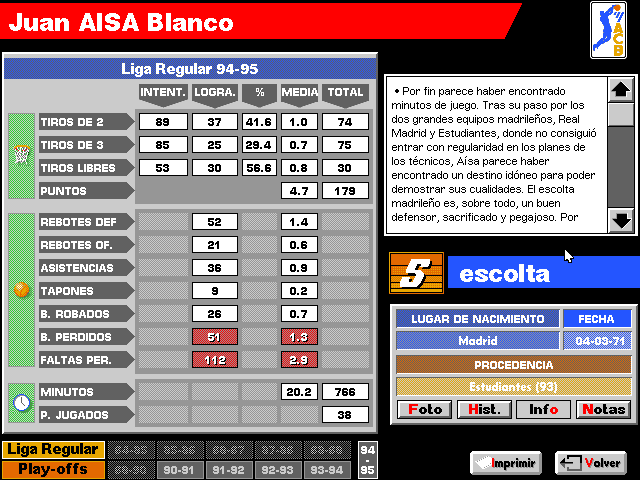 Juan AISA Blanco
ACB
Liga Regular 94-95
INTENT. LOGRA. % MEDIA TOTAL
TIROS DE 2 89 37 41.6 1.0 74
TIROS DE 3 85 25 29.4 0.7 75
TIROS LIBRES 53 30 56.6 0.8 30
PUNTOS 4.7 179
REBOTES DEF 52 1.4
REBOTES OF. 21 0.6
ASISTENCIAS 36 0.9
TAPONES 9 0.2
B. ROBADOS 26 0.7
B. PERDIDOS 51 1.3
FALTAS PER. 112 2.9
MINUTOS 20.2 766
P. JUGADOS 38
• Por fin parece haber encontrado
minutos de juego. Tras su paso por los
dos grandes equipos madrileños, Real
Madrid y Estudiantes, donde no consiguió
entrar con regularidad en los planes de
los técnicos, Aísa parece haber
encontrado un destino idóneo para poder
demostrar sus cualidades. El escolta
madrileño es, sobre todo, un buen
defensor, sacrificado y pegajoso. Por
5 escolta
LUGAR DE NACIMIENTO FECHA
Madrid 04-03-71
PROCEDENCIA
Estudiantes (93)
Foto Hist. Info Notas
Liga Regular 94-95
Play-offs 90-91 91-92 92-93 93-94
Imprimir Volver